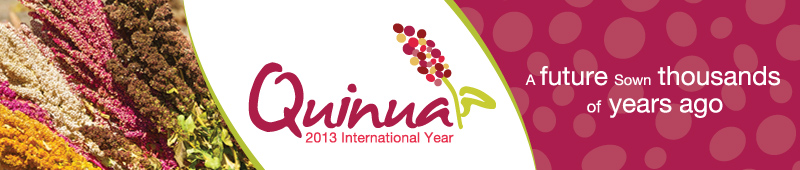 Quinua
2013 International Year
A future Sown thousands
of years ago